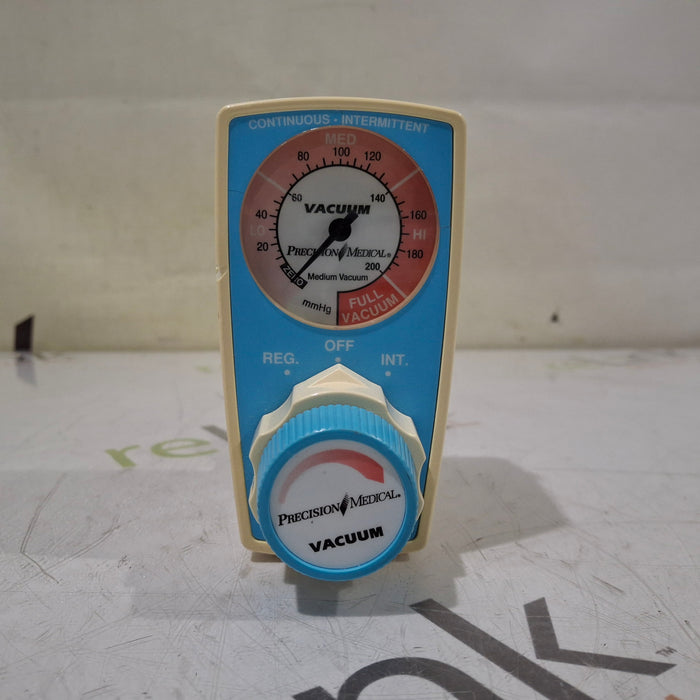 CONTINUOUS - INTERMITTENT
MED
80 100 120
60 140
40 160
LO HI
20 180
ZERO 200
VACUUM
PRECISION MEDICAL®
Medium Vacuum
mmHg
FULL
VACUUM
OFF
REG. INT.
PRECISION MEDICAL®
VACUUM